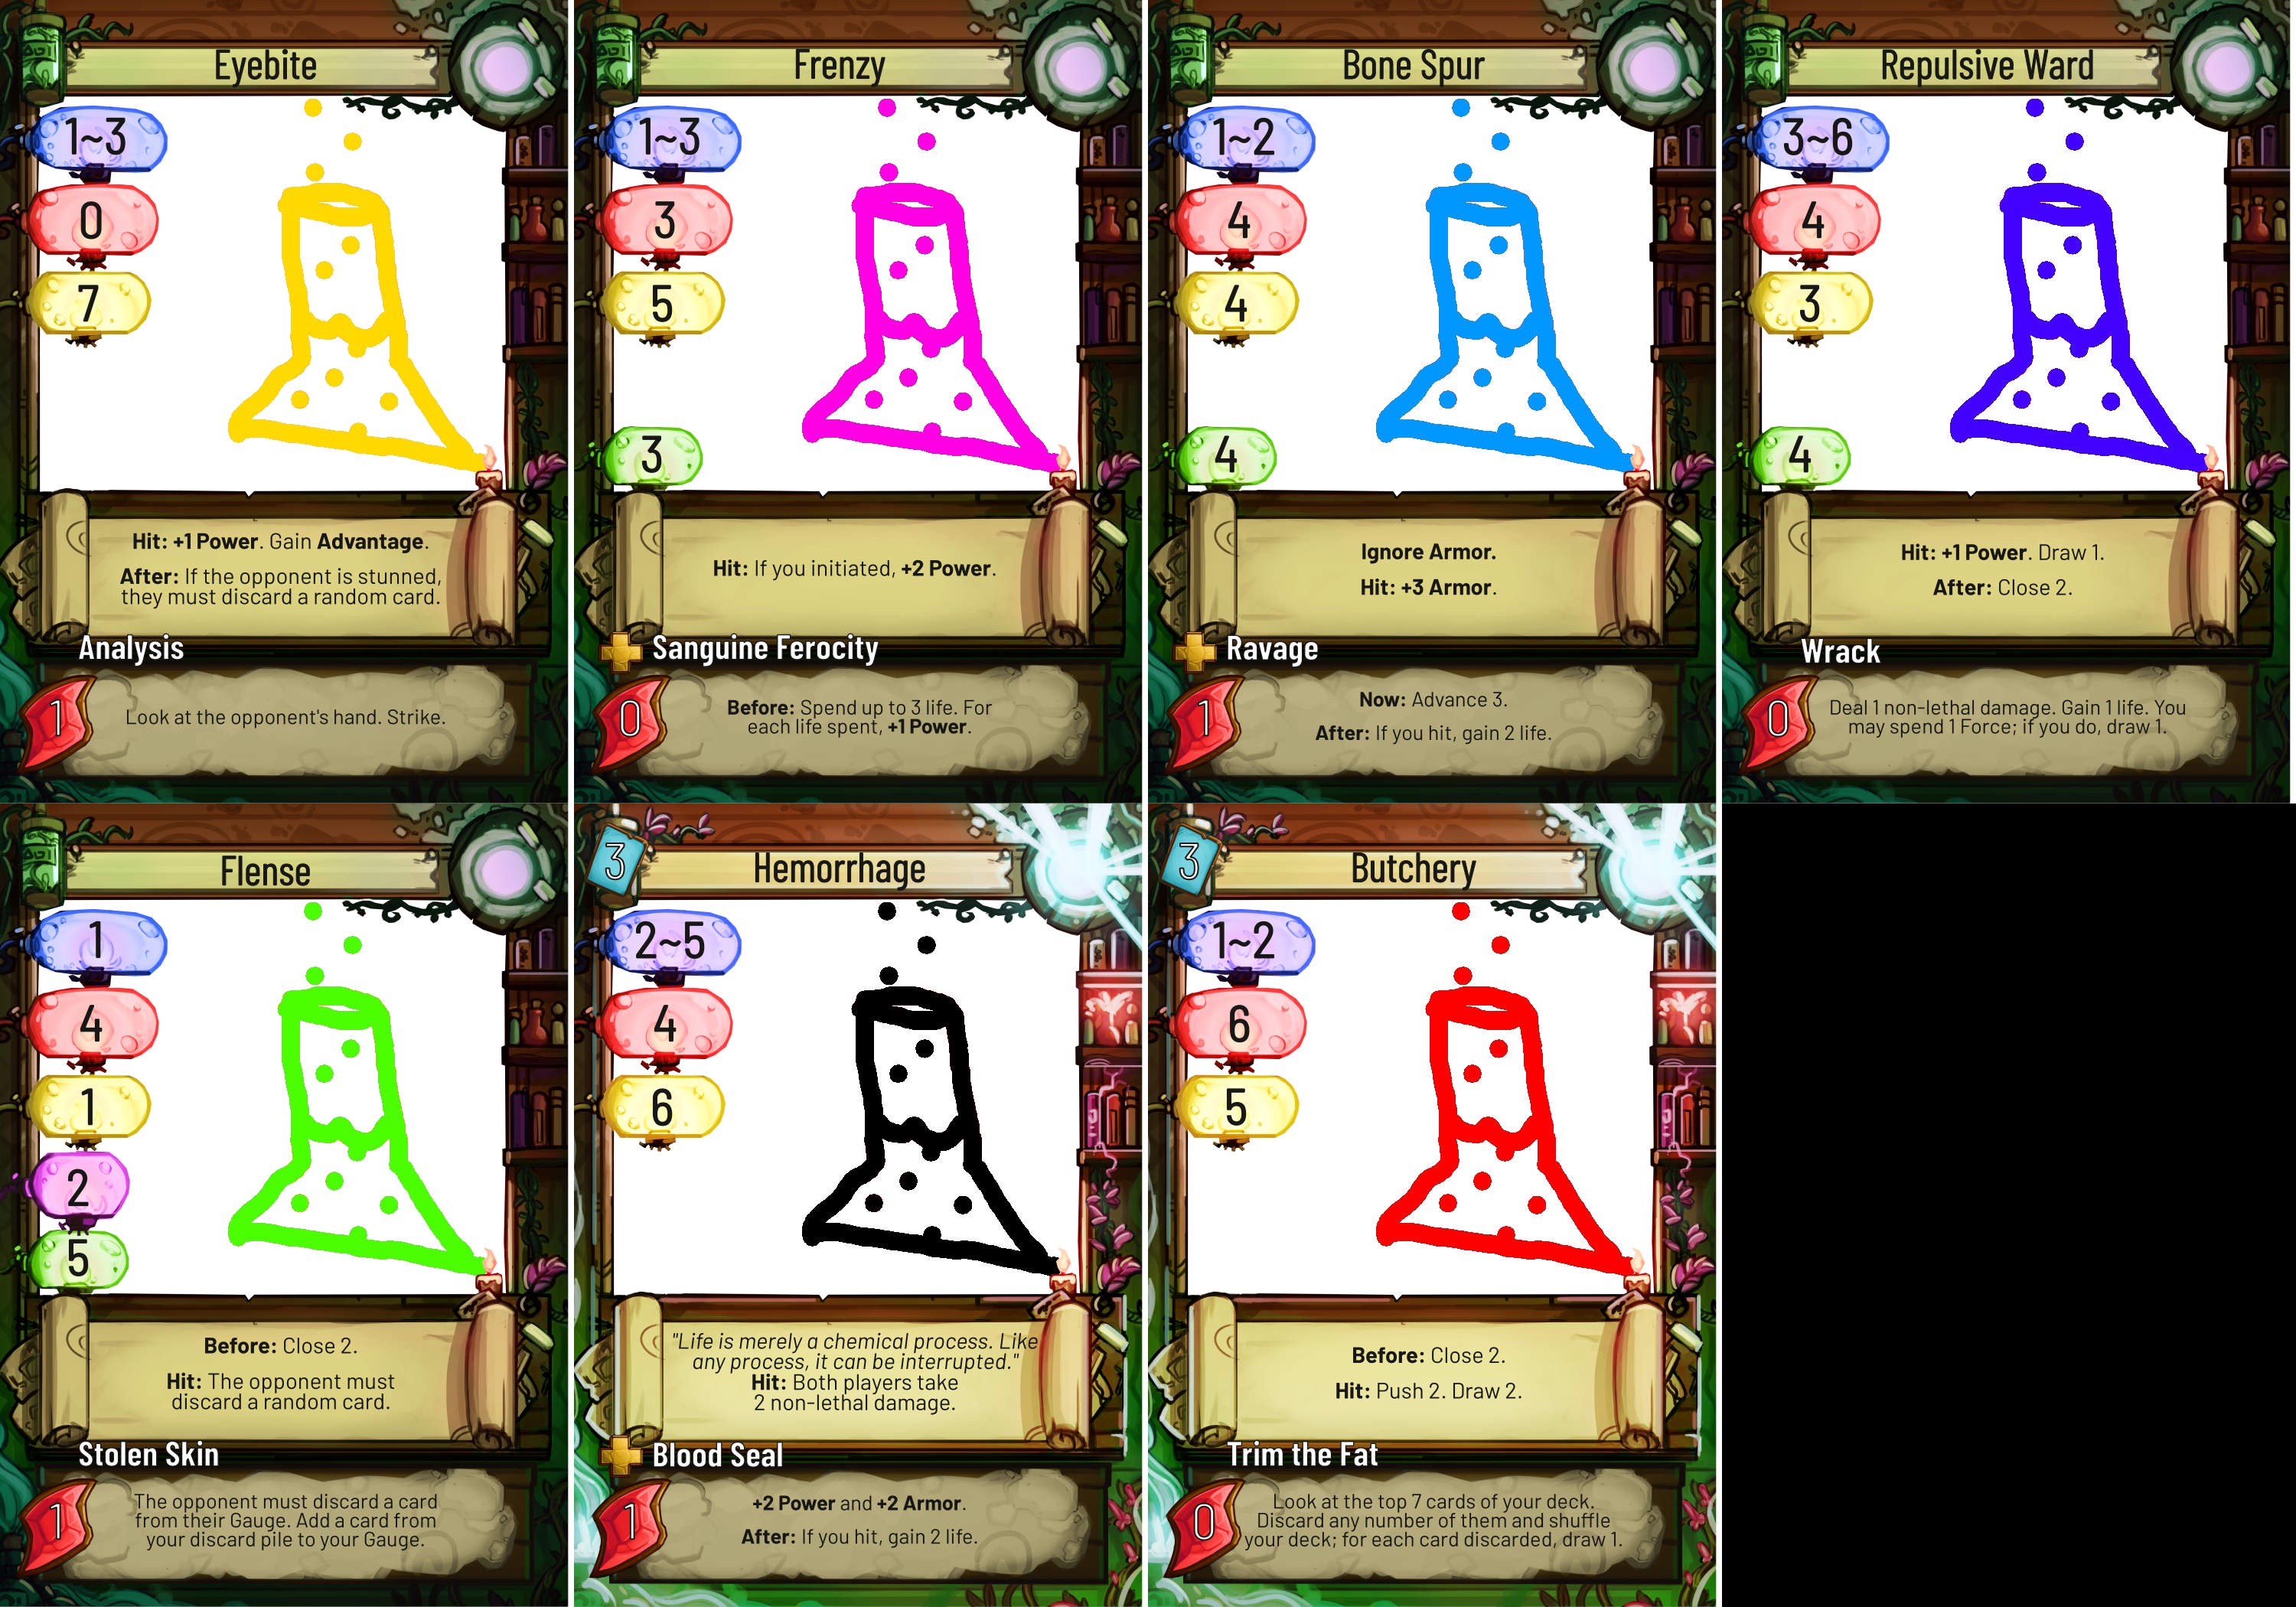 Eyebite
1~3
0
7
Hit: +1 Power. Gain Advantage.
After: If the opponent is stunned,
they must discard a random card.
Analysis
1
Look at the opponent's hand. Strike.
Frenzy
1~3
3
5
3
Hit: If you initiated, +2 Power.
Sanguine Ferocity
0
Before: Spend up to 3 life. For
each life spent, +1 Power.
Bone Spur
1~2
4
4
4
Ignore Armor.
Hit: +3 Armor.
Ravage
1
Now: Advance 3.
After: If you hit, gain 2 life.
Repulsive Ward
3~6
4
3
4
Hit: +1 Power. Draw 1.
After: Close 2.
Wrack
0
Deal 1 non-lethal damage. Gain 1 life. You
may spend 1 Force; if you do, draw 1.
Flense
1
4
1
2
5
Before: Close 2.
Hit: The opponent must
discard a random card.
Stolen Skin
1
The opponent must discard a card
from their Gauge. Add a card from
your discard pile to your Gauge.
3
Hemorrhage
2~5
4
6
"Life is merely a chemical process. Like
any process, it can be interrupted."
Hit: Both players take
2 non-lethal damage.
Blood Seal
1
+2 Power and +2 Armor.
After: If you hit, gain 2 life.
3
Butchery
1~2
6
5
Before: Close 2.
Hit: Push 2. Draw 2.
Trim the Fat
0
Look at the top 7 cards of your deck.
Discard any number of them and shuffle
your deck; for each card discarded, draw 1.